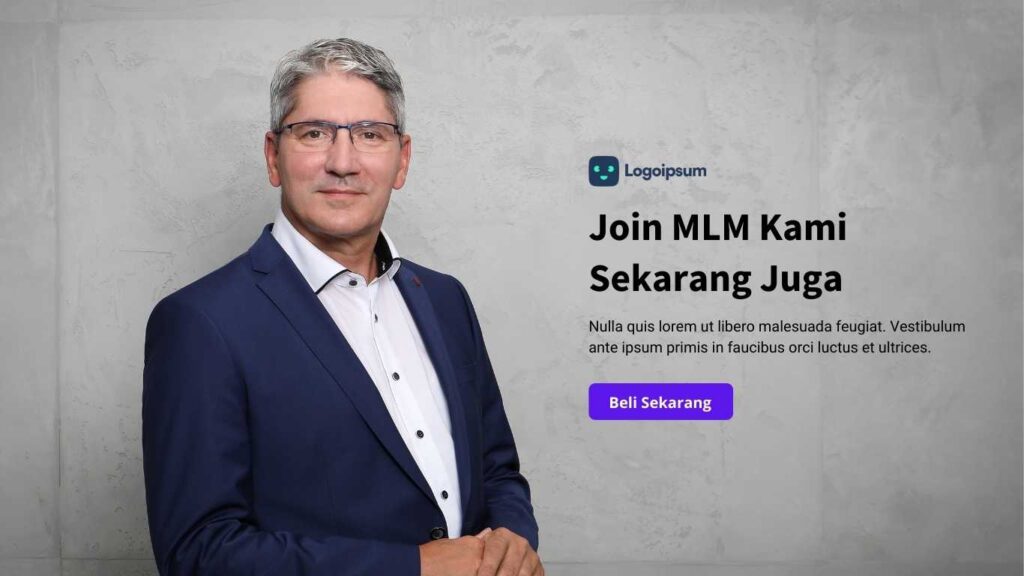 Logoipsum
Join MLM Kami
Sekarang Juga
Nulla quis lorem ut libero malesuada feugiat. Vestibulum
ante ipsum primis in faucibus orci luctus et ultrices.
Beli Sekarang